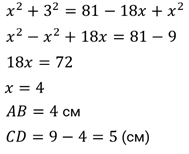 x² + 3² = 81 − 18x + x²
x² − x² + 18x = 81 − 9
18x = 72
x = 4
AB = 4 см
CD = 9 − 4 = 5 (см)